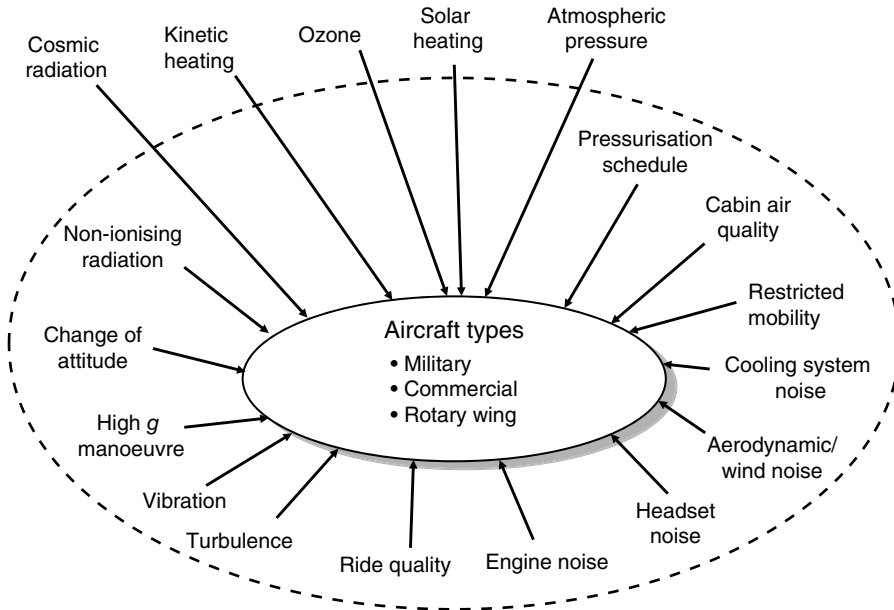 Cosmic
radiation
Kinetic
heating
Ozone
Solar
heating
Atmospheric
pressure
Pressurisation
schedule
Cabin air
quality
Non-ionising
radiation
Restricted
mobility
Change of
attitude
Aircraft types
• Military
• Commercial
• Rotary wing
Cooling system
noise
High g
manoeuvre
Aerodynamic/
wind noise
Vibration
Headset
noise
Turbulence
Ride quality
Engine noise